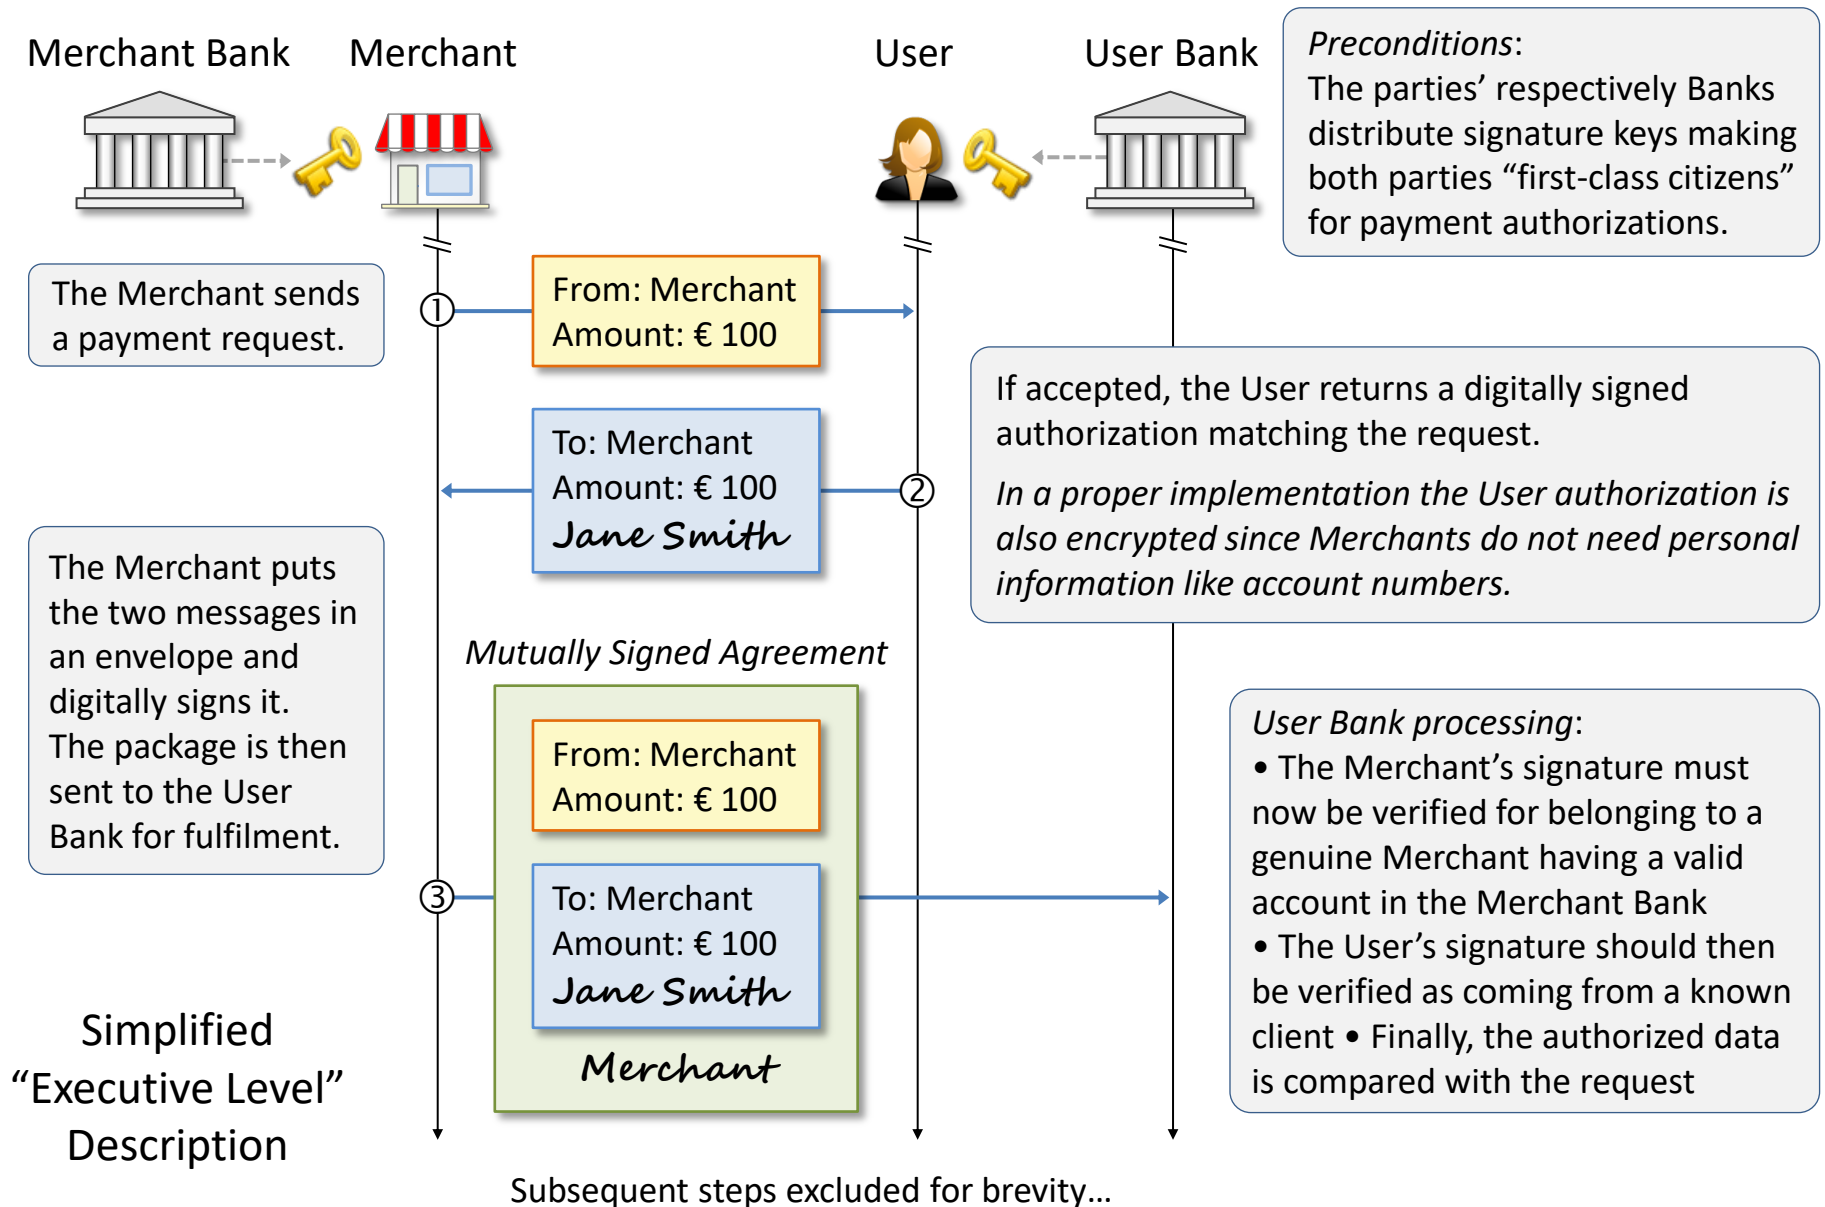 Merchant Bank
Merchant
User
User Bank
Preconditions:
The parties’ respectively Banks
distribute signature keys making
both parties “first-class citizens”
for payment authorizations.
The Merchant sends
a payment request.
①
From: Merchant
Amount: € 100
If accepted, the User returns a digitally signed
authorization matching the request.
In a proper implementation the User authorization is
also encrypted since Merchants do not need personal
information like account numbers.
To: Merchant
Amount: € 100
Jane Smith
②
The Merchant puts
the two messages in
an envelope and
digitally signs it.
The package is then
sent to the User
Bank for fulfilment.
Mutually Signed Agreement
From: Merchant
Amount: € 100
③
To: Merchant
Amount: € 100
Jane Smith
Merchant
User Bank processing:
• The Merchant’s signature must
now be verified for belonging to a
genuine Merchant having a valid
account in the Merchant Bank
• The User’s signature should then
be verified as coming from a known
client • Finally, the authorized data
is compared with the request
Simplified
“Executive Level”
Description
Subsequent steps excluded for brevity…